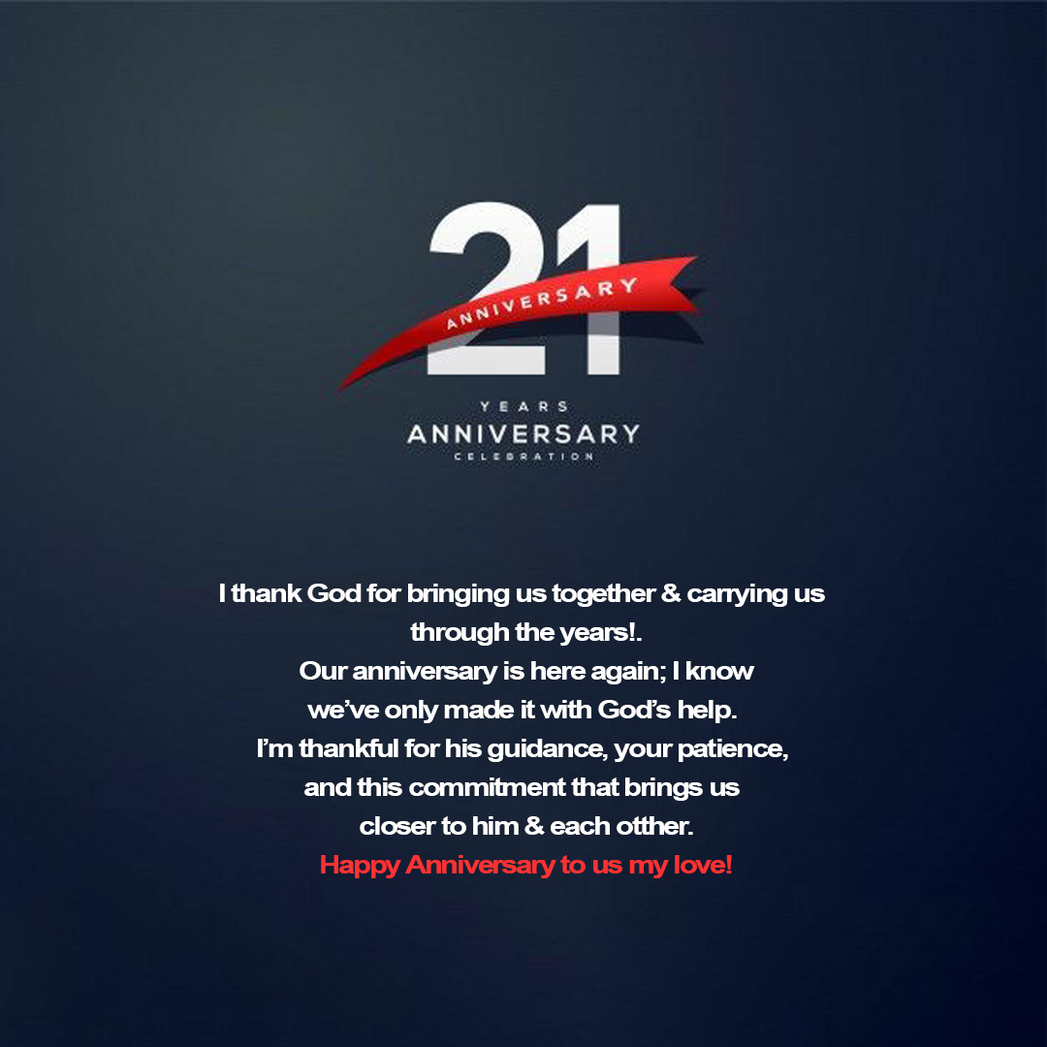 21
ANNIVERSARY
YEARS
ANNIVERSARY
CELEBRATION
I thank God for bringing us together & carrying us
through the years!.
Our anniversary is here again; I know
we’ve only made it with God’s help.
I’m thankful for his guidance, your patience,
and this commitment that brings us
closer to him & each otther.
Happy Anniversary to us my love!